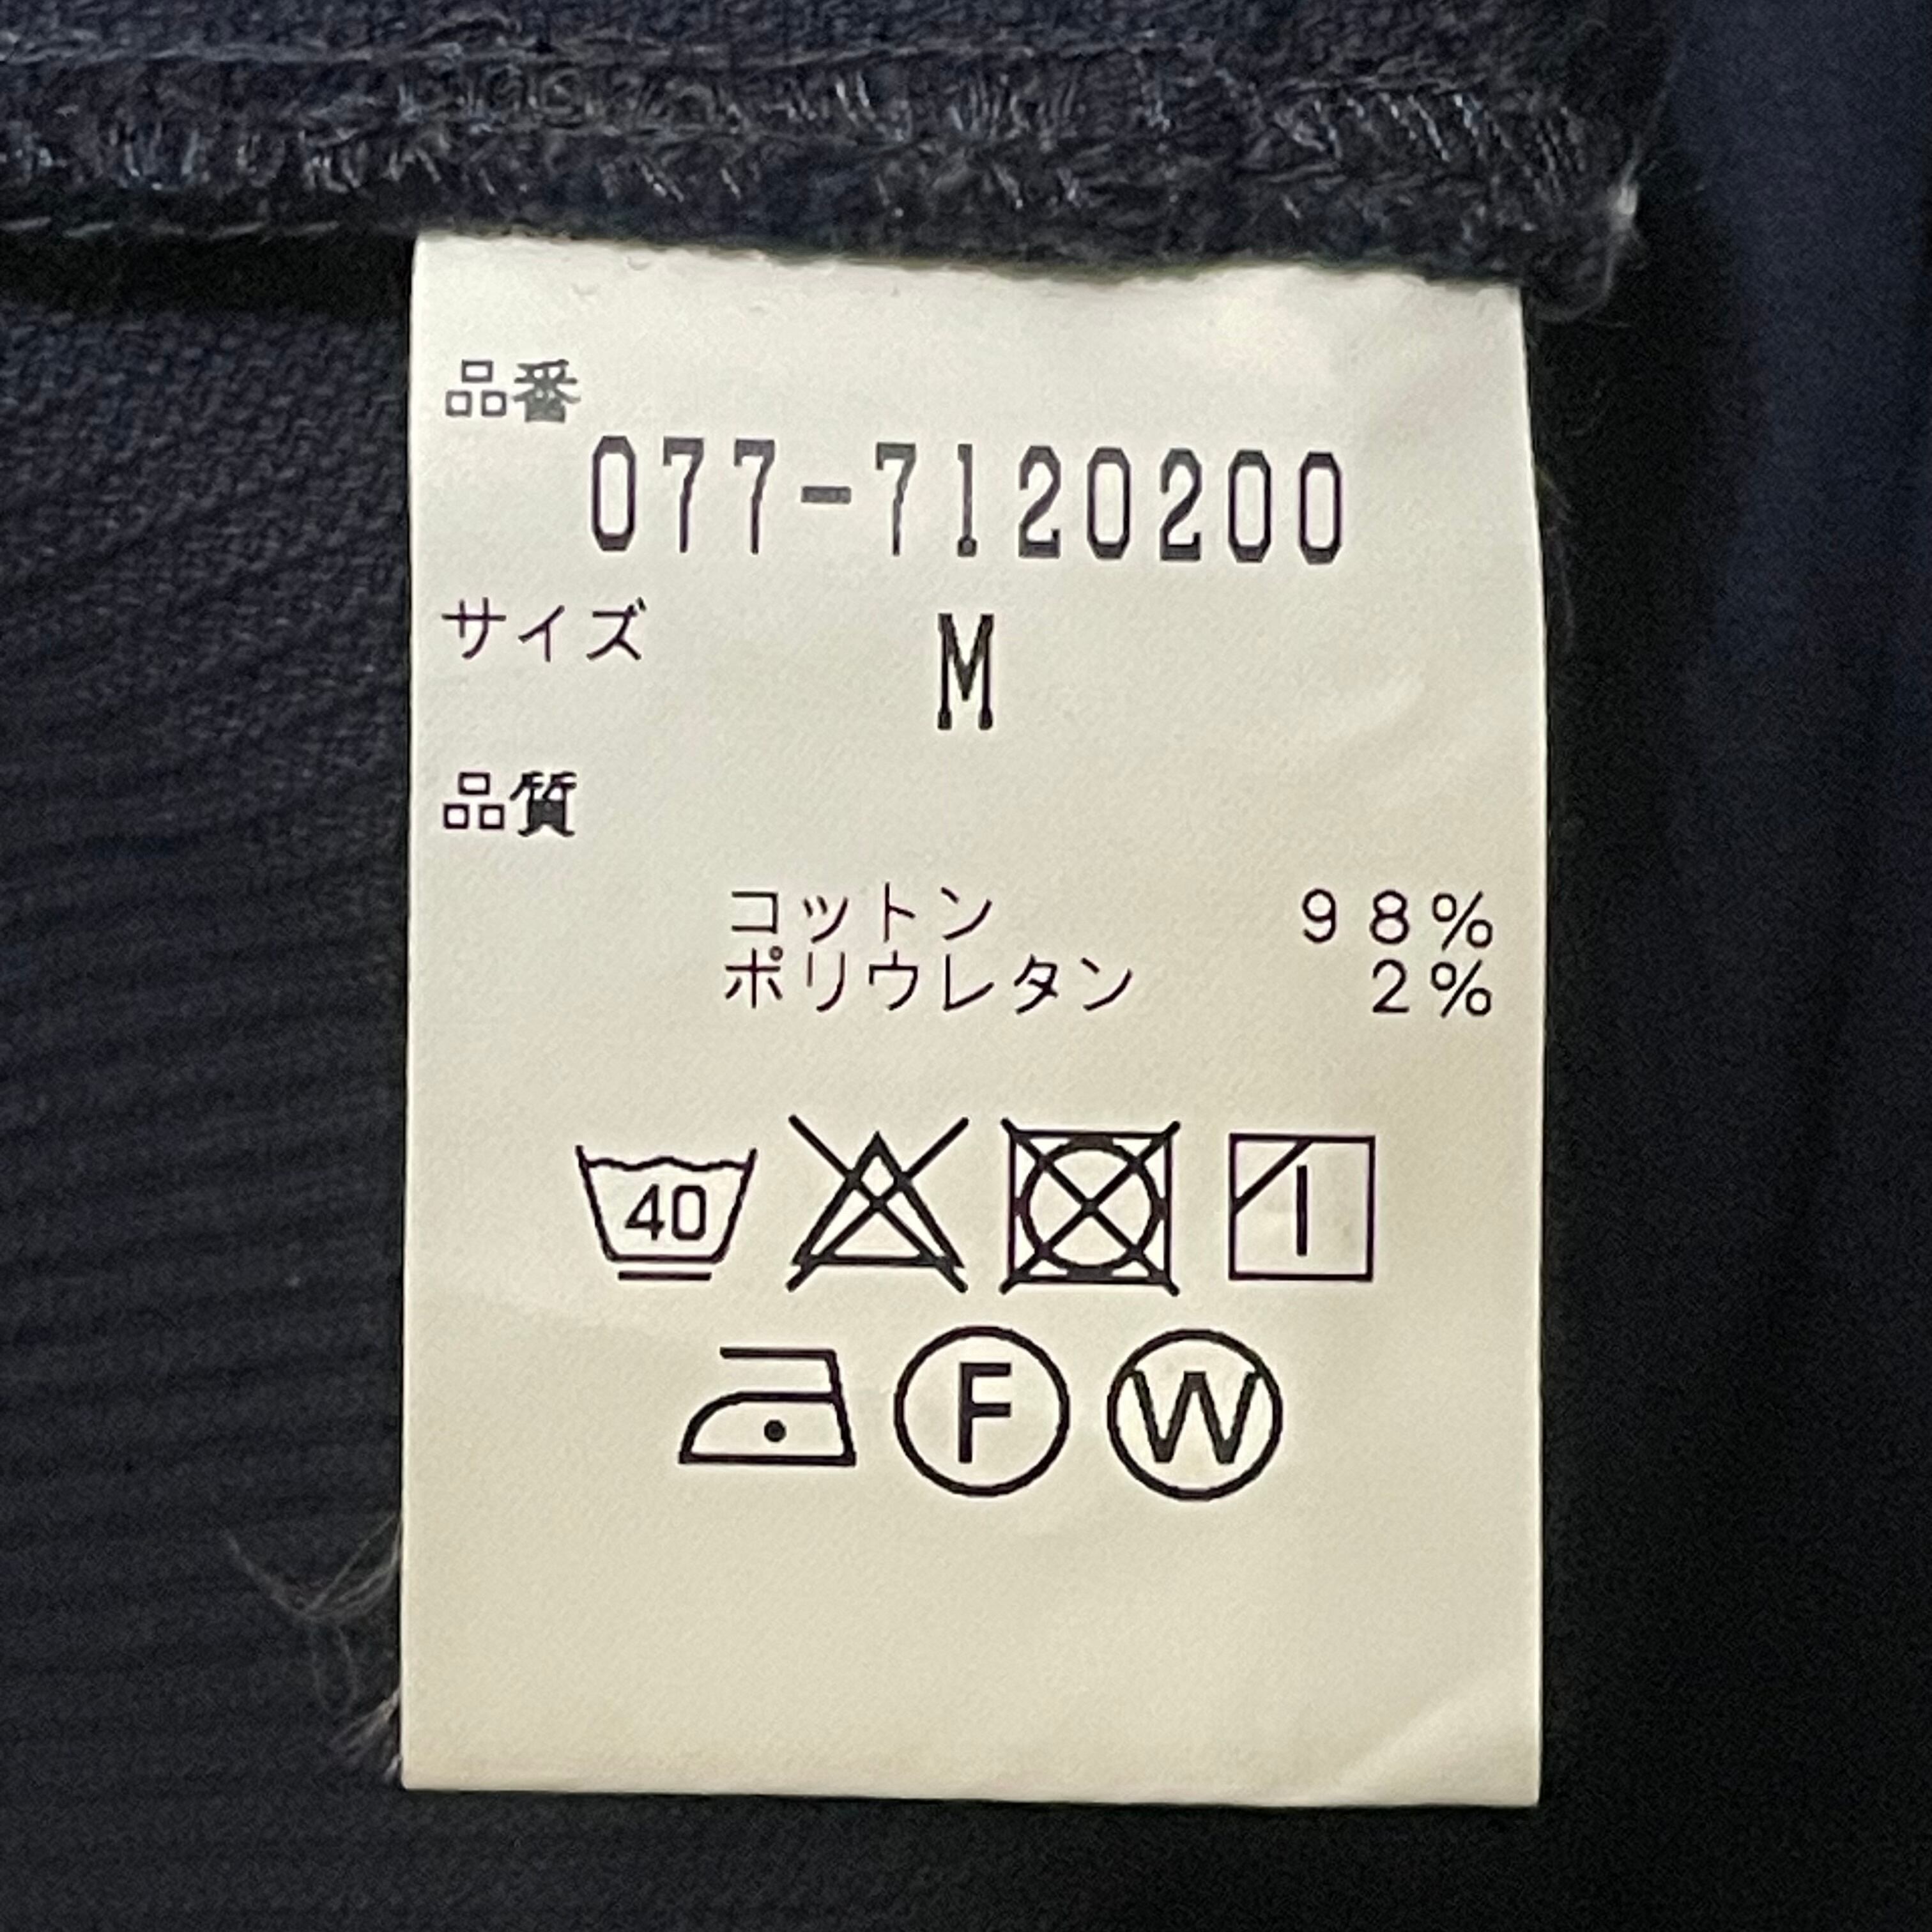 品番
077-7120200
サイズ M
品質
コットン 98%
ポリウレタン 2%
40
F W